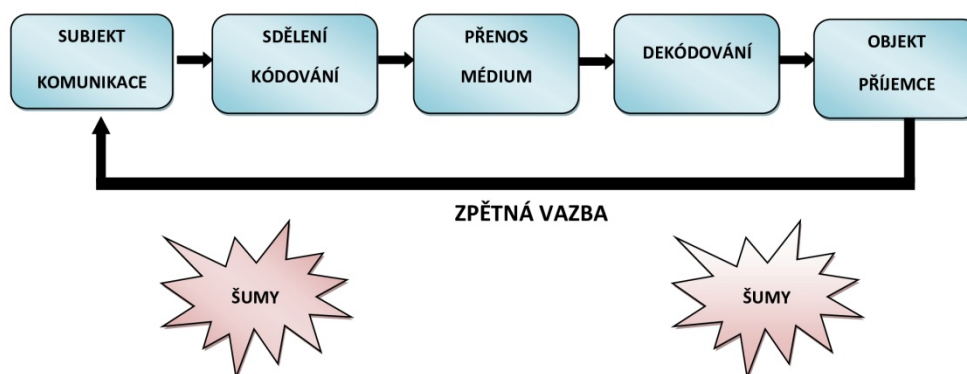 SUBJEKT
KOMUNIKACE
SDĚLENÍ
KÓDOVÁNÍ
PŘENOS
MÉDIUM
DEKÓDOVÁNÍ
OBJEKT
PŘÍJEMCE
ZPĚTNÁ VAZBA
ŠUMY
ŠUMY